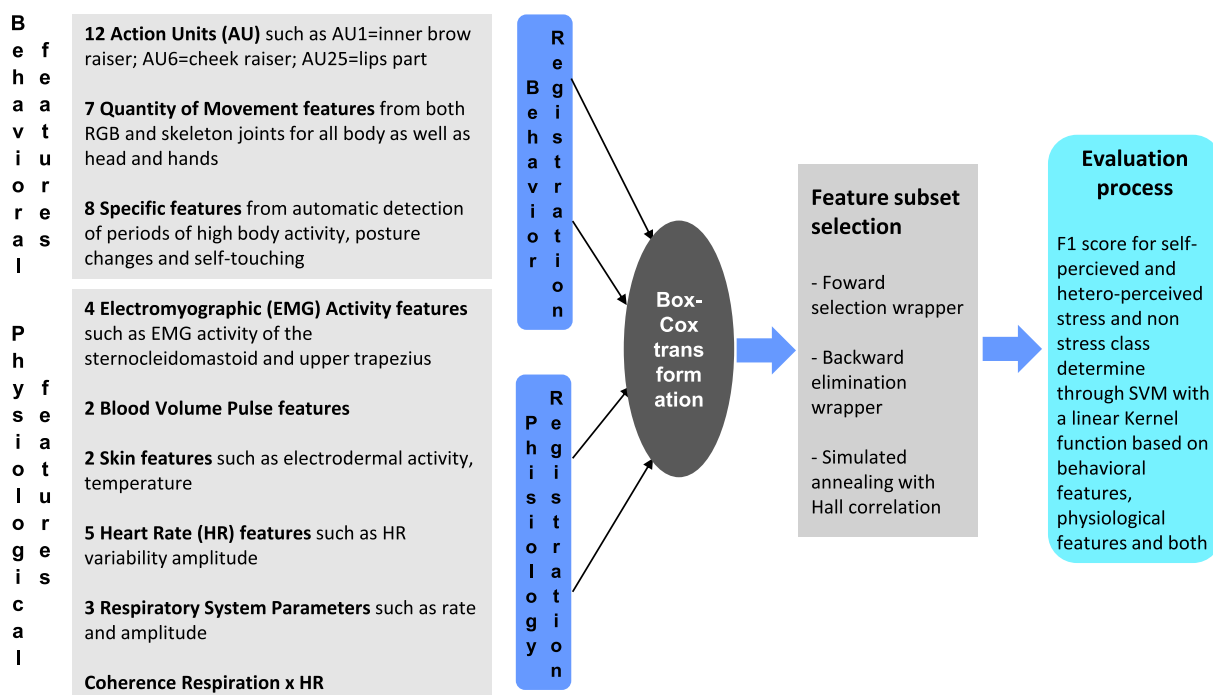 Behavioral
features
12 Action Units (AU) such as AU1=inner brow
raiser; AU6=cheek raiser; AU25=lips part
7 Quantity of Movement features from both
RGB and skeleton joints for all body as well as
head and hands
8 Specific features from automatic detection
of periods of high body activity, posture
changes and self-touching
Physiological
features
4 Electromyographic (EMG) Activity features
such as EMG activity of the
sternocleidomastoid and upper trapezius
2 Blood Volume Pulse features
2 Skin features such as electrodermal activity,
temperature
5 Heart Rate (HR) features such as HR
variability amplitude
3 Respiratory System Parameters such as rate
and amplitude
Coherence Respiration x HR
Behavior
Registration
Phisiology
Registration
Box-
Cox
trans
form
ation
Feature subset
selection
- Foward
selection wrapper
- Backward
elimination
wrapper
- Simulated
annealing with
Hall correlation
Evaluation
process
F1 score for self-
percieved and
hetero-perceived
stress and non
stress class
determine
through SVM with
a linear Kernel
function based on
behavioral
features,
physiological
features and both